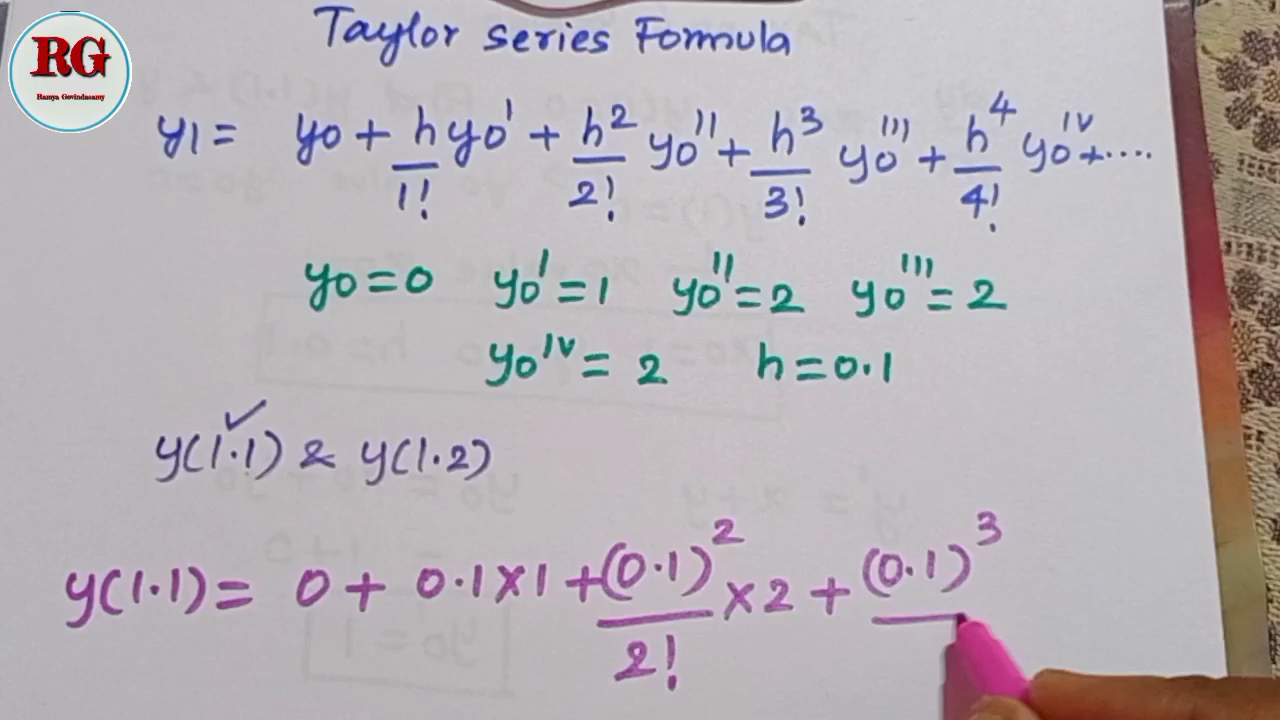 RG
Ramya Govindasamy
Taylor series Formula
y1 = y0 + h/1! y0' + h²/2! y0'' + h³/3! y0''' + h⁴/4! y0ⁱᵛ + ....
y0 = 0 y0' = 1 y0'' = 2 y0''' = 2
y0ⁱᵛ = 2 h = 0.1
y(1.1) & y(1.2)
y(1.1) = 0 + 0.1 × 1 + (0.1)²/2! × 2 + (0.1)³